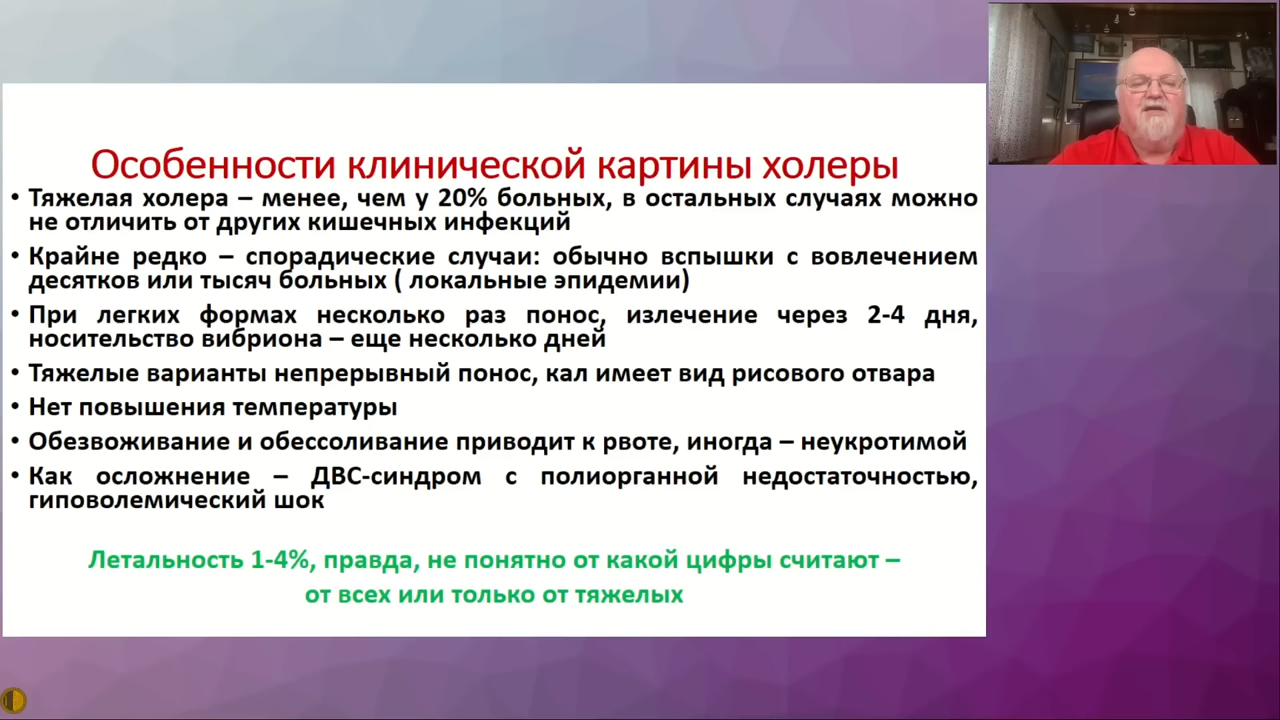 Особенности клинической картины холеры
• Тяжелая холера – менее, чем у 20% больных, в остальных случаях можно
не отличить от других кишечных инфекций
• Крайне редко – спорадические случаи: обычно вспышки с вовлечением
десятков или тысяч больных ( локальные эпидемии)
• При легких формах несколько раз понос, излечение через 2-4 дня,
носительство вибриона – еще несколько дней
• Тяжелые варианты непрерывный понос, кал имеет вид рисового отвара
• Нет повышения температуры
• Обезвоживание и обессоливание приводит к рвоте, иногда – неукротимой
• Как осложнение – ДВС-синдром с полиорганной недостаточностью,
гиповолемический шок
Летальность 1-4%, правда, не понятно от какой цифры считают –
от всех или только от тяжелых